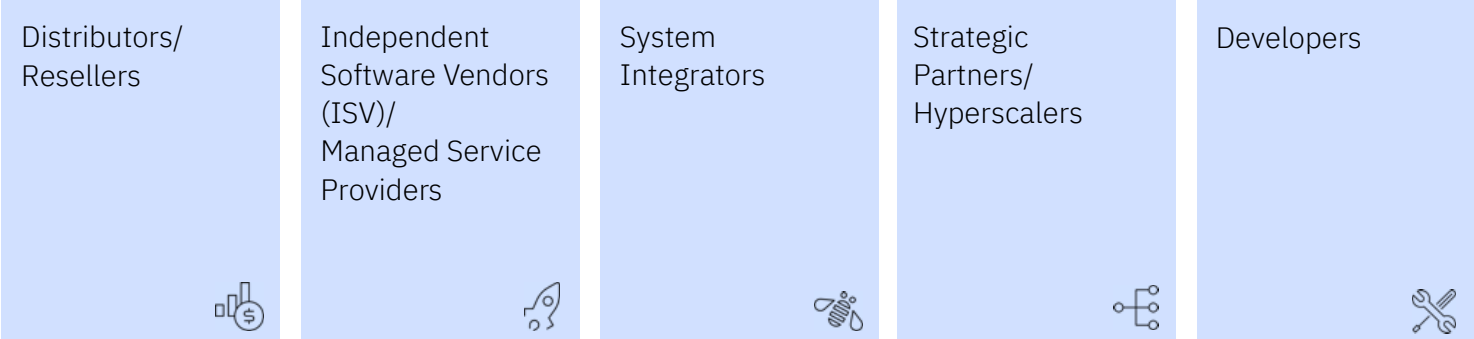 Distributors/
Resellers
Independent
Software Vendors
(ISV)/
Managed Service
Providers
System
Integrators
Strategic
Partners/
Hyperscalers
Developers
$